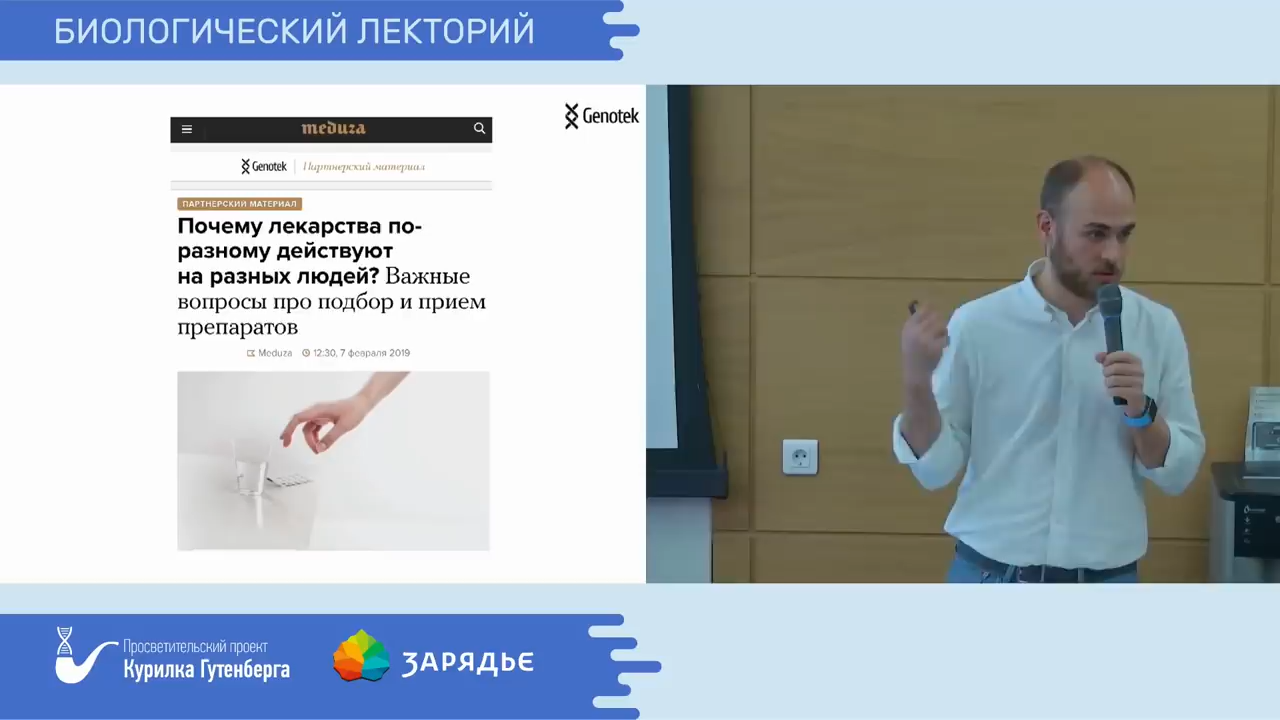 БИОЛОГИЧЕСКИЙ ЛЕКТОРИЙ
Genotek
meduza
Genotek | Партнерский материал
ПАРТНЕРСКИЙ МАТЕРИАЛ
Почему лекарства по-
разному действуют
на разных людей? Важные
вопросы про подбор и прием
препаратов
Meduza 12:30, 7 февраля 2019
Просветительский проект
Курилка Гутенберга
ЗАРЯДЬЕ